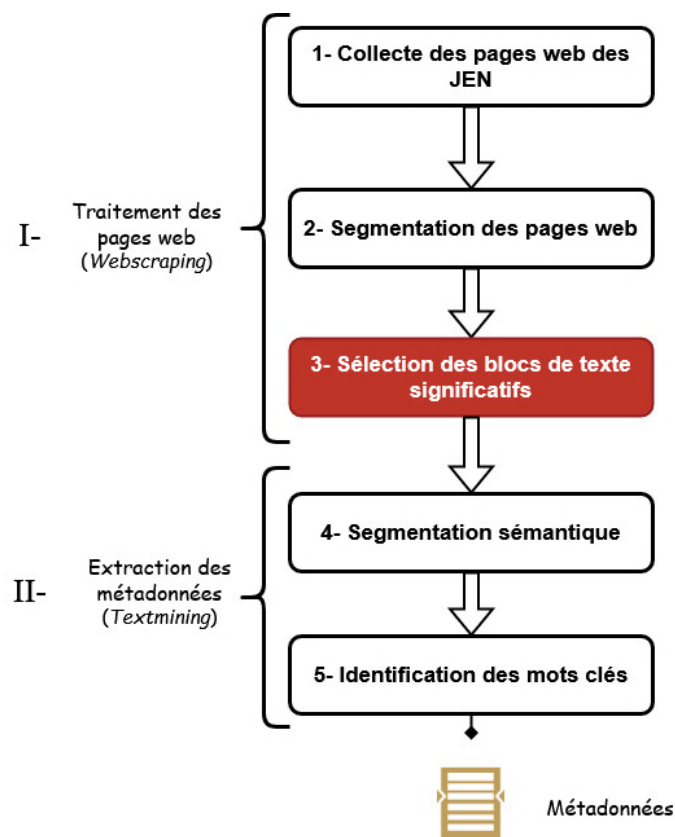 1- Collecte des pages web des
JEN
I-
Traitement des
pages web
(Webscraping)
2- Segmentation des pages web
3- Sélection des blocs de texte
significatifs
II-
Extraction des
métadonnées
(Textmining)
4- Segmentation sémantique
5- Identification des mots clés
Métadonnées